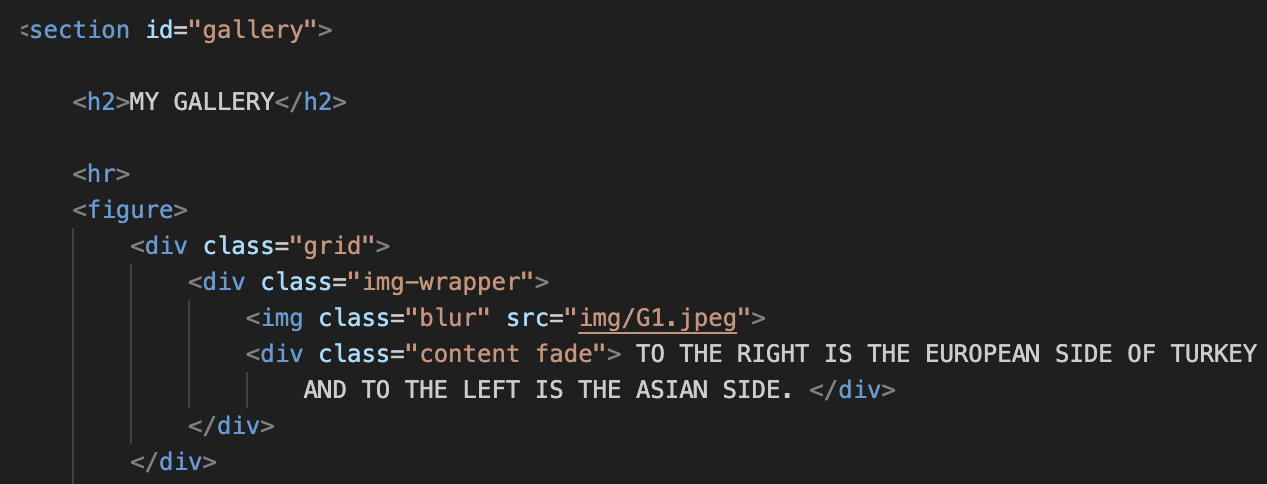 <section id="gallery">
<h2>MY GALLERY</h2>
<hr>
<figure>
<div class="grid">
<div class="img-wrapper">
<img class="blur" src="img/G1.jpeg">
<div class="content fade"> TO THE RIGHT IS THE EUROPEAN SIDE OF TURKEY
AND TO THE LEFT IS THE ASIAN SIDE. </div>
</div>
</div>